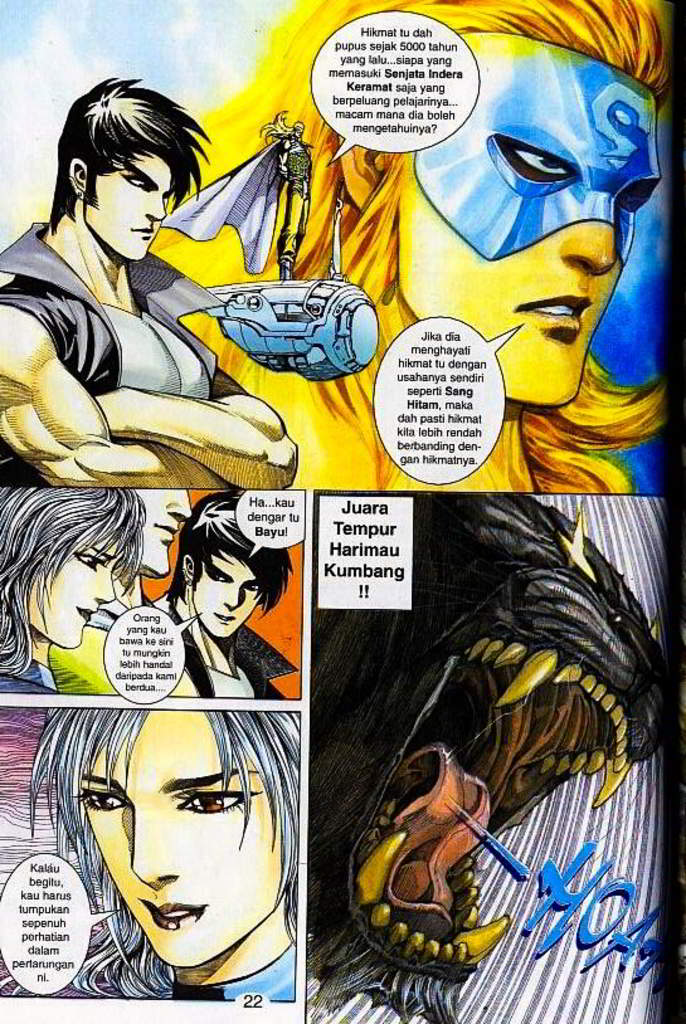 Hikmat tu dah
pupus sejak 5000 tahun
yang lalu...siapa yang
memasuki Senjata Indera
Keramat saja yang
berpeluang pelajarinya...
macam mana dia boleh
mengetahuinya?
Jika dia
menghayati
hikmat tu dengan
usahanya sendiri
seperti Sang
Hitam, maka
dah pasti hikmat
kita lebih rendah
berbanding den-
gan hikmatnya.
Ha...kau
dengar tu
Bayu!
Orang
yang kau
bawa ke sini
tu mungkin
lebih handal
daripada kami
berdua....
Juara
Tempur
Harimau
Kumbang
!!
Kalau
begitu,
kau harus
tumpukan
sepenuh
perhatian
dalam
pertarungan
ni.
22